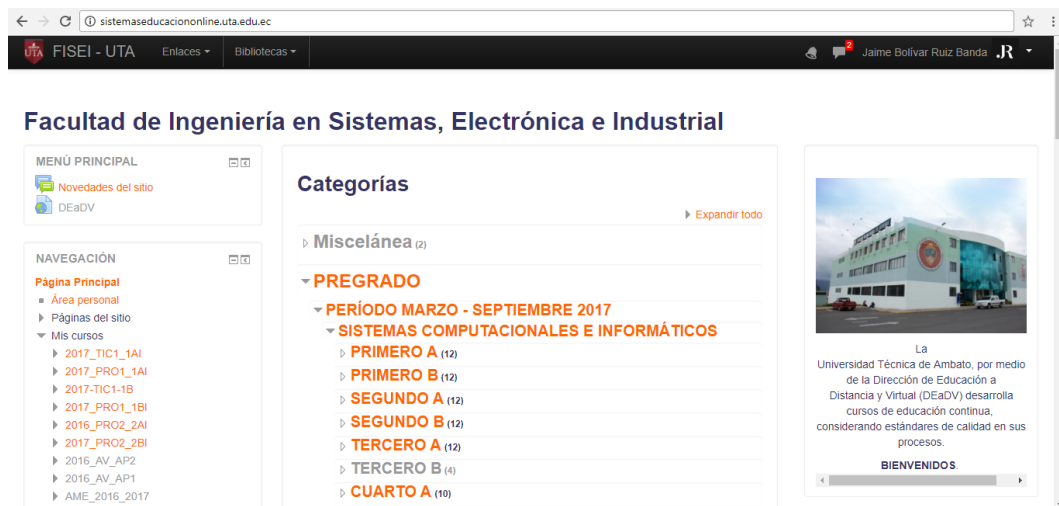 sistemaseducaciononline.uta.edu.ec
UTA FISEI - UTA Enlaces Bibliotecas 2 Jaime Bolívar Ruiz Banda JR
Facultad de Ingeniería en Sistemas, Electrónica e Industrial
MENÚ PRINCIPAL
Novedades del sitio
DEaDV
NAVEGACIÓN
Página Principal
Área personal
Páginas del sitio
Mis cursos
2017_TIC1_1AI
2017_PRO1_1AI
2017-TIC1-1B
2017_PRO1_1BI
2016_PRO2_2AI
2017_PRO2_2BI
2016_AV_AP2
2016_AV_AP1
AME_2016_2017
Categorías
Expandir todo
Miscelánea (2)
PREGRADO
PERÍODO MARZO - SEPTIEMBRE 2017
SISTEMAS COMPUTACIONALES E INFORMÁTICOS
PRIMERO A (12)
PRIMERO B (12)
SEGUNDO A (12)
SEGUNDO B (12)
TERCERO A (12)
TERCERO B (4)
CUARTO A (10)
La
Universidad Técnica de Ambato, por medio
de la Dirección de Educación a
Distancia y Virtual (DEaDV) desarrolla
cursos de educación continua,
considerando estándares de calidad en sus
procesos.
BIENVENIDOS.